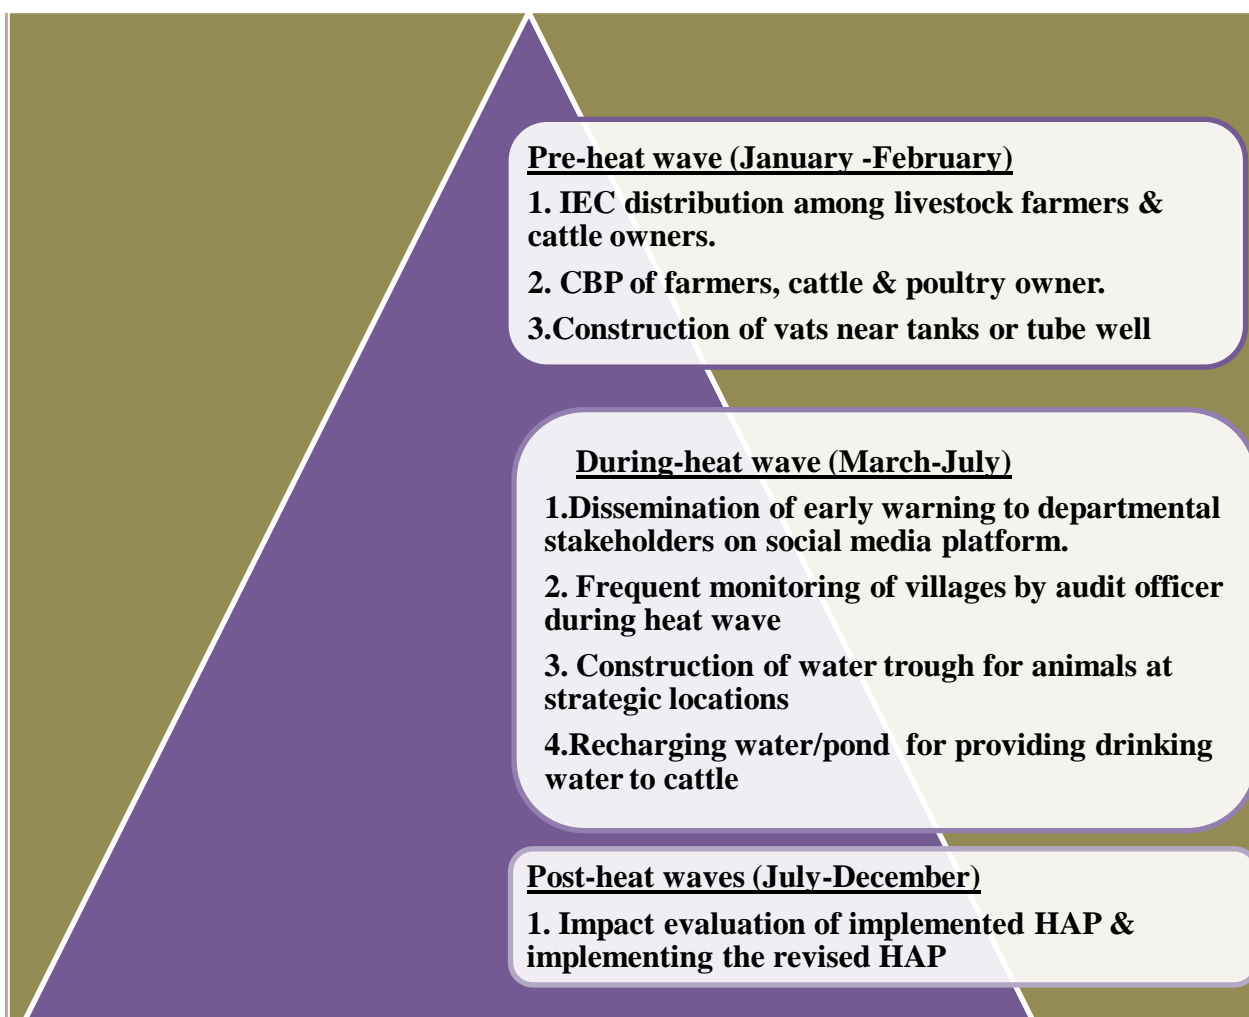 Pre-heat wave (January -February)
1. IEC distribution among livestock farmers &
cattle owners.
2. CBP of farmers, cattle & poultry owner.
3.Construction of vats near tanks or tube well
During-heat wave (March-July)
1.Dissemination of early warning to departmental
stakeholders on social media platform.
2. Frequent monitoring of villages by audit officer
during heat wave
3. Construction of water trough for animals at
strategic locations
4.Recharging water/pond for providing drinking
water to cattle
Post-heat waves (July-December)
1. Impact evaluation of implemented HAP &
implementing the revised HAP